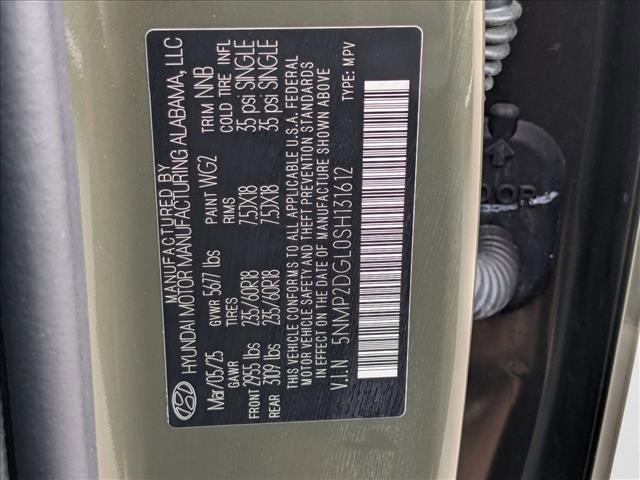 MANUFACTURED BY
HYUNDAI MOTOR MANUFACTURING ALABAMA, LLC
Mar/05/25 GVWR 5677 lbs PAINT WG2 TRIM NNB
GAWR TIRES RIMS COLD TIRE INFL
FRONT 2955 lbs 235/60R18 7.5JX18 35 psi SINGLE
REAR 3109 lbs 235/60R18 7.5JX18 35 psi SINGLE
THIS VEHICLE CONFORMS TO ALL APPLICABLE U.S.A. FEDERAL
MOTOR VEHICLE SAFETY AND THEFT PREVENTION STANDARDS
IN EFFECT ON THE DATE OF MANUFACTURE SHOWN ABOVE
V.I.N 5NMP2DGL0SH131612 TYPE: MPV